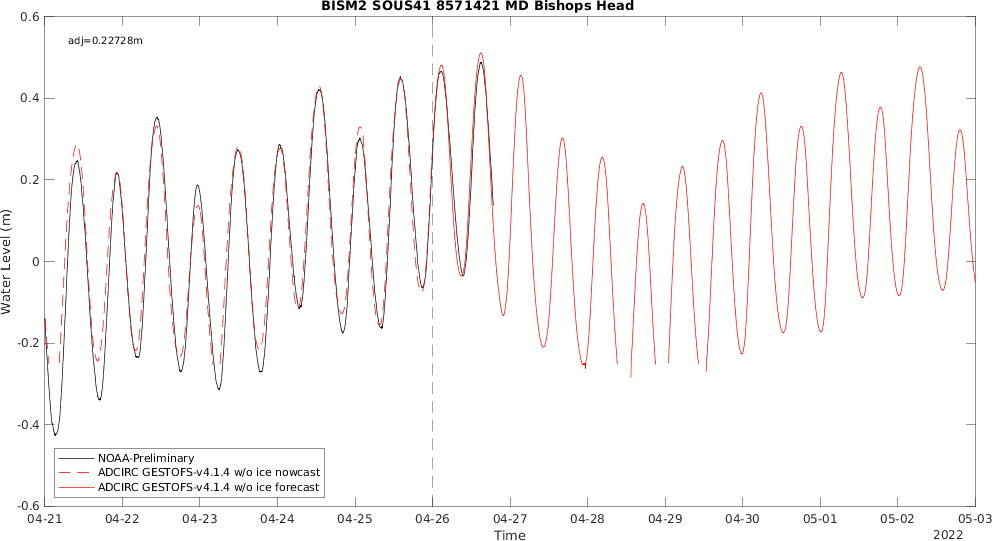 BISM2 SOUS41 8571421 MD Bishops Head
adj=0.22728m
Water Level (m)
0.6
0.4
0.2
0
-0.2
-0.4
-0.6
NOAA-Preliminary
ADCIRC GESTOFS-v4.1.4 w/o ice nowcast
ADCIRC GESTOFS-v4.1.4 w/o ice forecast
04-21 04-22 04-23 04-24 04-25 04-26 04-27 04-28 04-29 04-30 05-01 05-02 05-03
Time
2022